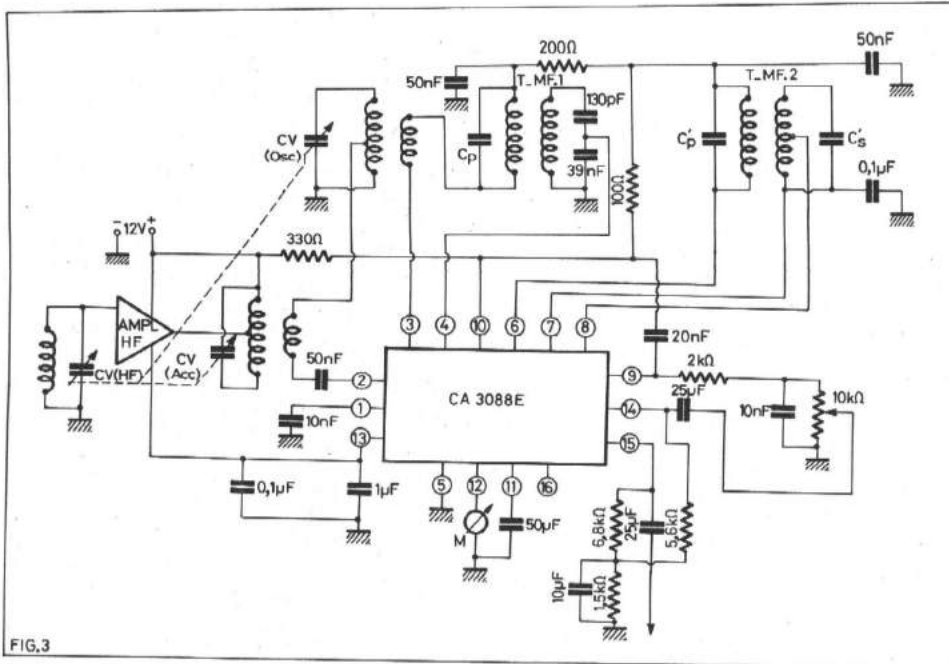 200Ω
50nF
50nF
T_MF.1
T_MF.2
130pF
CV
(Osc)
Cp
39nF
C'p
C's
100Ω
0,1µF
- 12V +
330Ω
3 4 10 6 7 8
AMPL
HF
20nF
CV(HF)
CV
(Acc)
50nF
2
9
2kΩ
CA 3088E
25µF
10kΩ
1
14
10nF
10nF
13
15
0,1µF
1µF
5 12 11 16
M
50µF
6,8kΩ
25µF
5,6kΩ
10µF
1,5kΩ
FIG.3